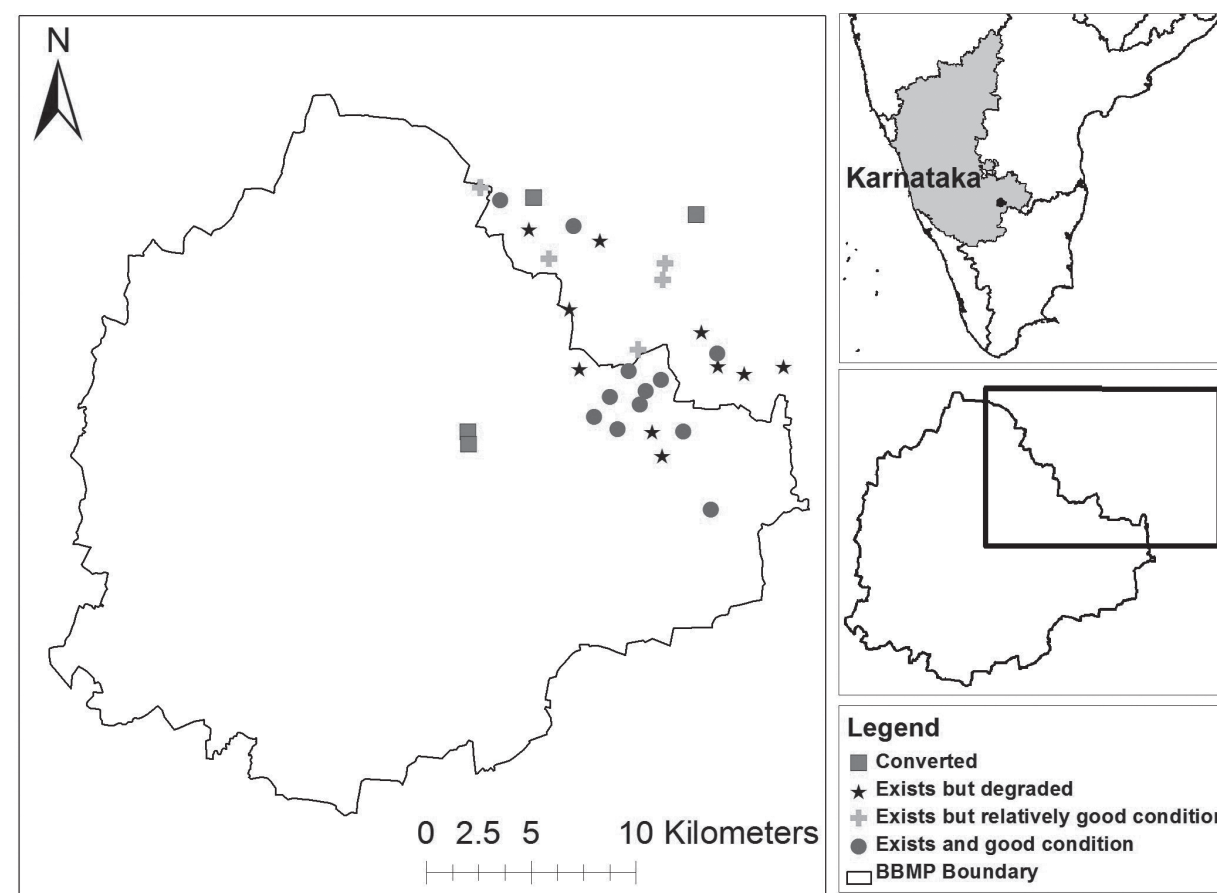 N
Karnataka
0 2.5 5 10 Kilometers
Legend
Converted
Exists but degraded
Exists but relatively good condition
Exists and good condition
BBMP Boundary